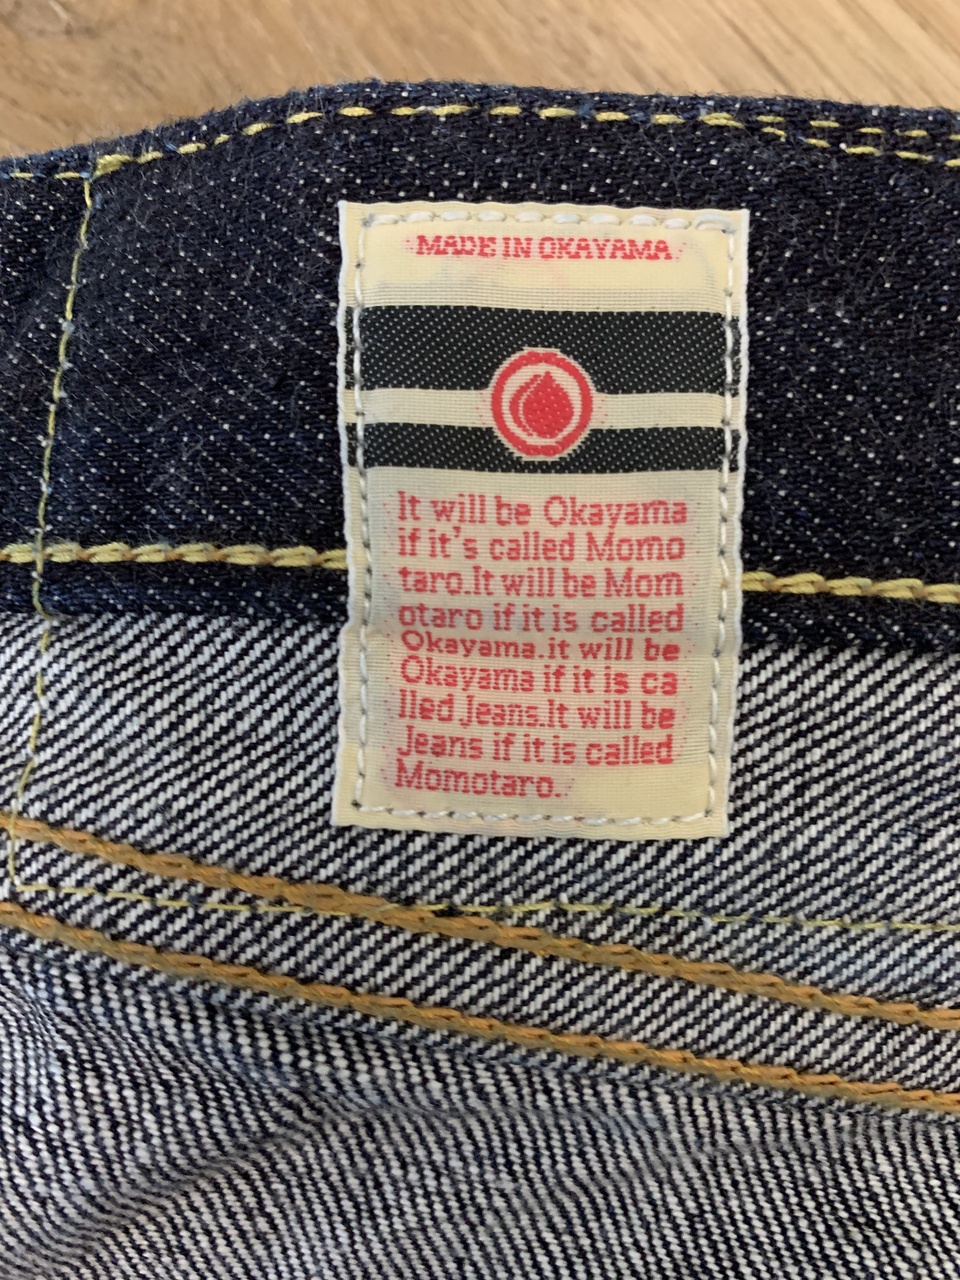 MADE IN OKAYAMA
It will be Okayama
if it's called Momo
taro.It will be Mom
otaro if it is called
Okayama.it will be
Okayama if it is ca
lled Jeans.It will be
Jeans if it is called
Momotaro.